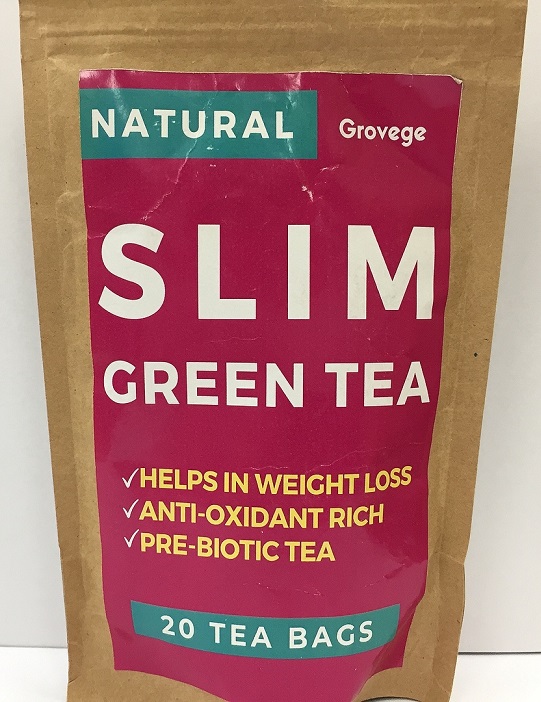 NATURAL Grovege
SLIM
GREEN TEA
✓HELPS IN WEIGHT LOSS
✓ANTI-OXIDANT RICH
✓PRE-BIOTIC TEA
20 TEA BAGS